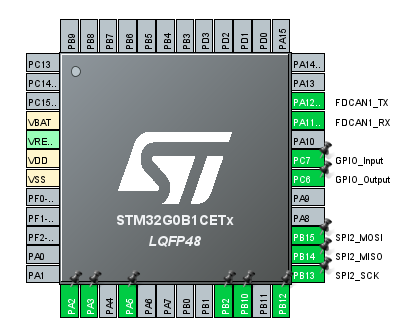 PB9 PB8 PB7 PB6 PB5 PB4 PB3 PD3 PD2 PD1 PD0 PA15
PC13 PA14..
PC14.. PA13
PC15.. PA12.. FDCAN1_TX
VBAT PA11.. FDCAN1_RX
VRE.. PA10
VDD PC7 GPIO_Input
VSS PC6 GPIO_Output
PF0-.. PA9
PF1-.. STM32G0B1CETx PA8
PF2-.. LQFP48 PB15 SPI2_MOSI
PA0 PB14 SPI2_MISO
PA1 PB13 SPI2_SCK
PA2 PA3 PA4 PA5 PA6 PA7 PB0 PB1 PB2 PB10 PB11 PB12